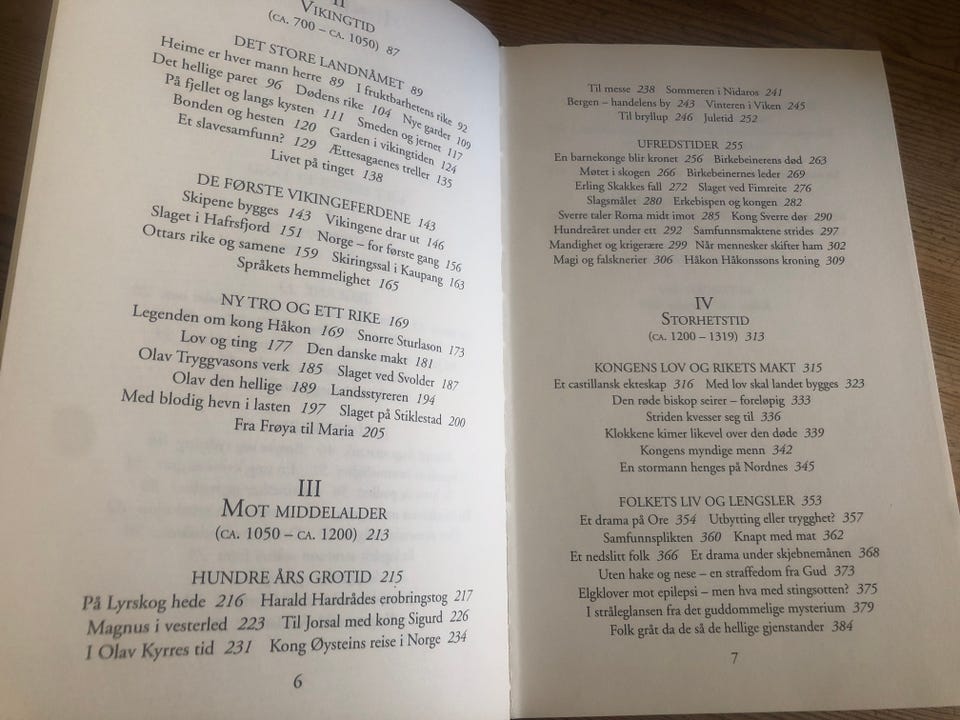 II
VIKINGTID
(CA. 700 – CA. 1050) 87
DET STORE LANDNÅMET 89
Heime er hver mann herre 89 I fruktbarhetens rike 92
Det hellige paret 96 Dødens rike 104 Nye garder 109
På fjellet og langs kysten 111 Smeden og jernet 117
Bonden og hesten 120 Garden i vikingtiden 124
Et slavesamfunn? 129 Ættesagaenes treller 135
Livet på tinget 138
DE FØRSTE VIKINGFERDENE 143
Skipene bygges 143 Vikingene drar ut 146
Slaget i Hafrsfjord 151 Norge – for første gang 156
Ottars rike og samene 159 Skiringssal i Kaupang 163
Språkets hemmelighet 165
NY TRO OG ETT RIKE 169
Legenden om kong Håkon 169 Snorre Sturlason 173
Lov og ting 177 Den danske makt 181
Olav Tryggvasons verk 185 Slaget ved Svolder 187
Olav den hellige 189 Landsstyreren 194
Med blodig hevn i lasten 197 Slaget på Stiklestad 200
Fra Frøya til Maria 205
III
MOT MIDDELALDER
(CA. 1050 – CA. 1200) 213
HUNDRE ÅRS GROTID 215
På Lyrskog hede 216 Harald Hardrådes erobringstog 217
Magnus i vesterled 223 Til Jorsal med kong Sigurd 226
I Olav Kyrres tid 231 Kong Øysteins reise i Norge 234
6
Til messe 238 Sommeren i Nidaros 241
Bergen – handelens by 243 Vinteren i Viken 245
Til bryllup 246 Juletid 252
UFREDSTIDER 255
En barnekonge blir kronet 256 Birkebeinerens død 263
Møtet i skogen 266 Birkebeinernes leder 269
Erling Skakkes fall 272 Slaget ved Fimreite 276
Slagsmålet 280 Erkebispen og kongen 282
Sverre taler Roma midt imot 285 Kong Sverre dør 290
Hundreåret under ett 292 Samfunnsmaktene strides 297
Mandighet og krigerære 299 Når mennesker skifter ham 302
Magi og falsknerier 306 Håkon Håkonssons kroning 309
IV
STORHETSTID
(CA. 1200 – 1319) 313
KONGENS LOV OG RIKETS MAKT 315
Et castillansk ekteskap 316 Med lov skal landet bygges 323
Den røde biskop seirer – foreløpig 333
Striden kvesser seg til 336
Klokkene kimer likevel over den døde 339
Kongens myndige menn 342
En stormann henges på Nordnes 345
FOLKETS LIV OG LENGSLER 353
Et drama på Ore 354 Utbytting eller trygghet? 357
Samfunnsplikten 360 Knapt med mat 362
Et nedslitt folk 366 Et drama under skjebnemånen 368
Uten hake og nese – en straffedom fra Gud 373
Elgklover mot epilepsi – men hva med stingsotten? 375
I stråleglansen fra det guddommelige mysterium 379
Folk gråt da de så de hellige gjenstander 384
7